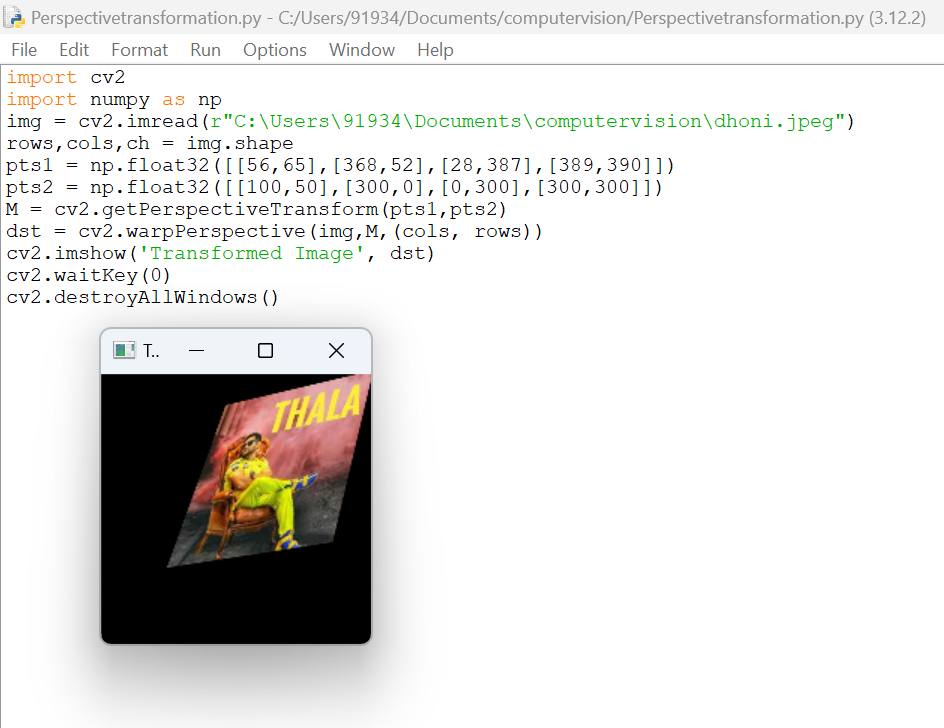 Perspectivetransformation.py - C:/Users/91934/Documents/computervision/Perspectivetransformation.py (3.12.2)
File Edit Format Run Options Window Help
import cv2
import numpy as np
img = cv2.imread(r"C:\Users\91934\Documents\computervision\dhoni.jpeg")
rows,cols,ch = img.shape
pts1 = np.float32([[56,65],[368,52],[28,387],[389,390]])
pts2 = np.float32([[100,50],[300,0],[0,300],[300,300]])
M = cv2.getPerspectiveTransform(pts1,pts2)
dst = cv2.warpPerspective(img,M,(cols, rows))
cv2.imshow('Transformed Image', dst)
cv2.waitKey(0)
cv2.destroyAllWindows()
T..
THALA